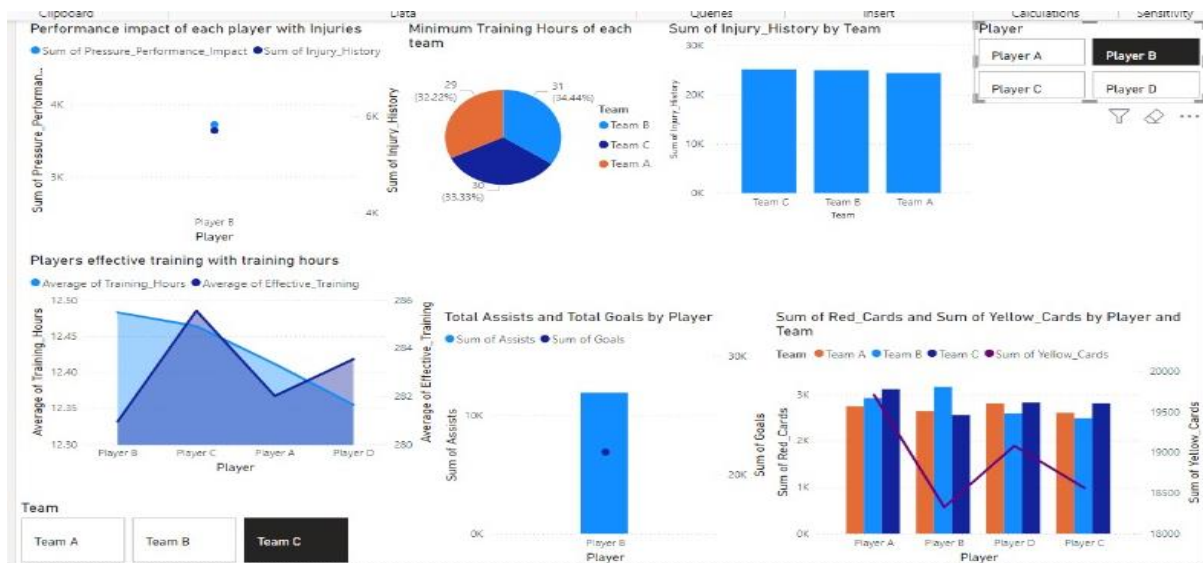 Clipboard Data Queries Insert Calculations Sensitivity
Performance impact of each player with Injuries
Sum of Pressure_Performance_Impact Sum of Injury_History
Sum of Pressure_Performan...
4K
3K
6K
4K
Sum of Injury_History
Player B
Player
Minimum Training Hours of each
team
29
(32.22%)
31
(34.44%)
30
(33.33%)
Team
Team B
Team C
Team A
Sum of Injury_History by Team
Sum of Injury_History
30K
20K
10K
0K
Team C Team B Team A
Team
Player
Player A Player B
Player C Player D
Players effective training with training hours
Average of Training_Hours Average of Effective_Training
Average of Training_Hours
12.50
12.45
12.40
12.35
12.30
286
284
282
280
Average of Effective_Training
Player B Player C Player A Player D
Player
Total Assists and Total Goals by Player
Sum of Assists Sum of Goals
Sum of Assists
10K
0K
30K
20K
Sum of Goals
Player B
Player
Sum of Red_Cards and Sum of Yellow_Cards by Player and
Team
Team Team A Team B Team C Sum of Yellow_Cards
Sum of Red_Cards
3K
2K
1K
0K
20000
19500
19000
18500
18000
Sum of Yellow_Cards
Player A Player B Player D Player C
Player
Team
Team A Team B Team C